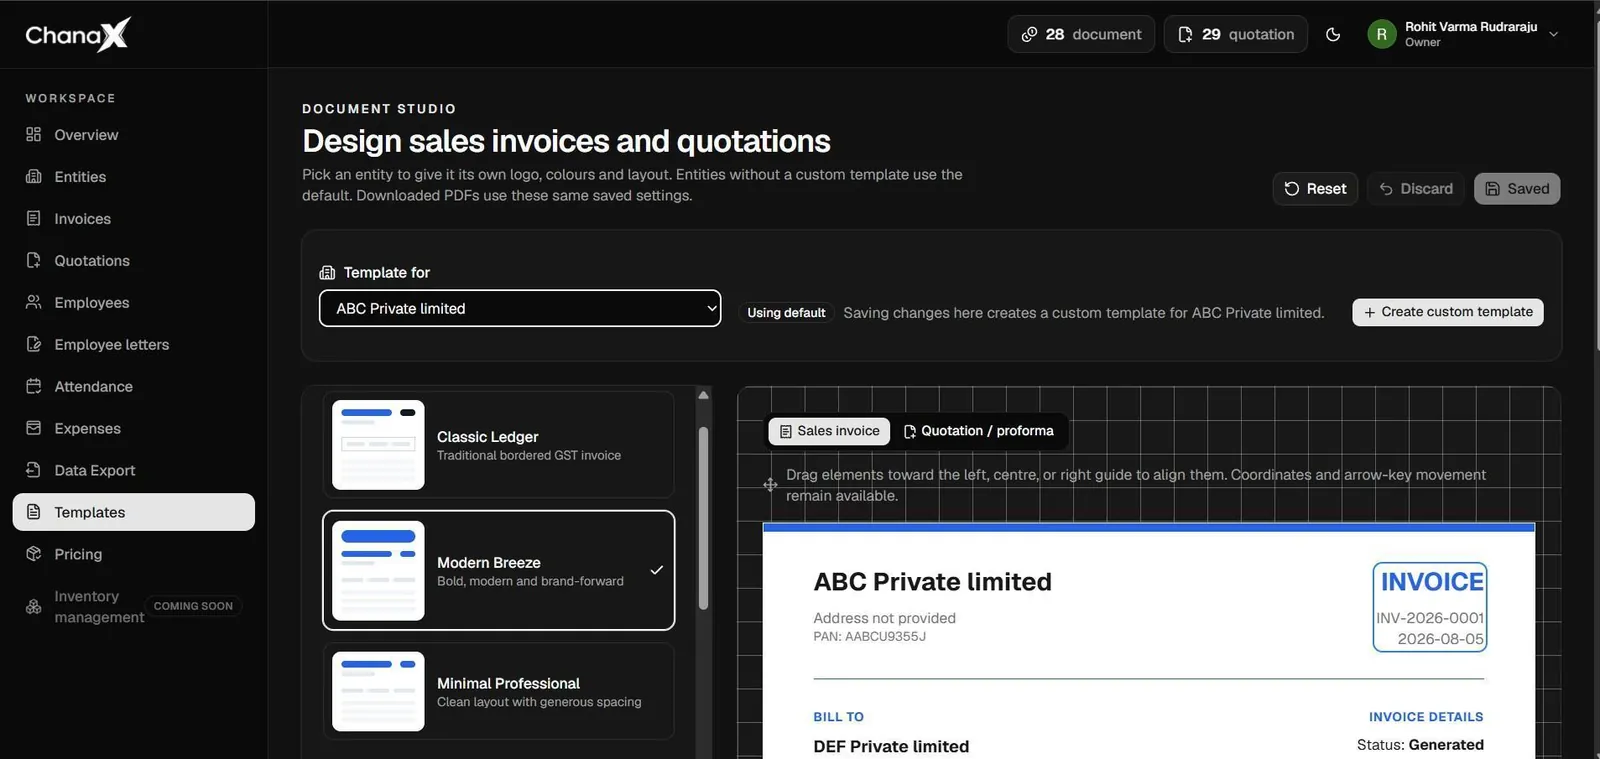 ChanaX
28 document
29 quotation
R
Rohit Varma Rudraraju
Owner
WORKSPACE
Overview
Entities
Invoices
Quotations
Employees
Employee letters
Attendance
Expenses
Data Export
Templates
Pricing
Inventory management
COMING SOON
DOCUMENT STUDIO
Design sales invoices and quotations
Pick an entity to give it its own logo, colours and layout. Entities without a custom template use the
default. Downloaded PDFs use these same saved settings.
Reset
Discard
Saved
Template for
ABC Private limited
Using default
Saving changes here creates a custom template for ABC Private limited.
+ Create custom template
Classic Ledger
Traditional bordered GST invoice
Modern Breeze
Bold, modern and brand-forward
Minimal Professional
Clean layout with generous spacing
Sales invoice
Quotation / proforma
Drag elements toward the left, centre, or right guide to align them. Coordinates and arrow-key movement
remain available.
ABC Private limited
Address not provided
PAN: AABCU9355J
INVOICE
INV-2026-0001
2026-08-05
BILL TO
DEF Private limited
INVOICE DETAILS
Status: Generated